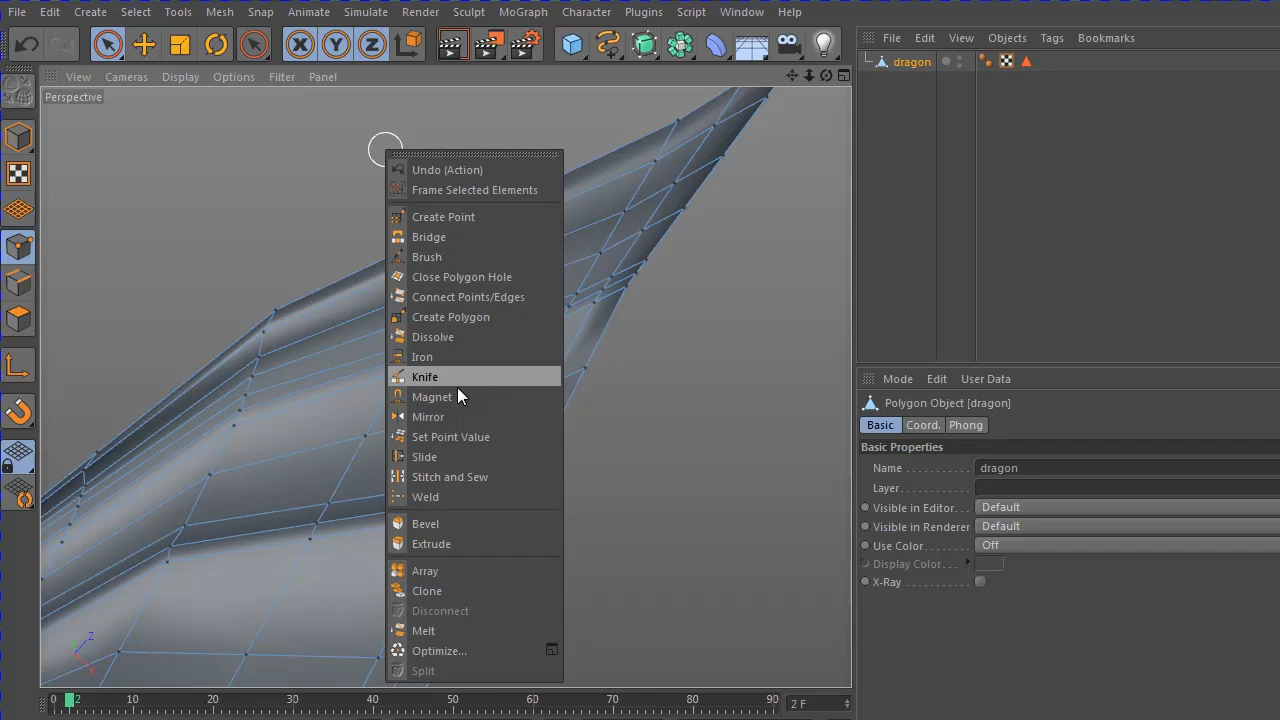 File Edit Create Select Tools Mesh Snap Animate Simulate Render Sculpt MoGraph Character Plugins Script Window Help
X Y Z
File Edit View Objects Tags Bookmarks
dragon
View Cameras Display Options Filter Panel
Perspective
Undo (Action)
Frame Selected Elements
Create Point
Bridge
Brush
Close Polygon Hole
Connect Points/Edges
Create Polygon
Dissolve
Iron
Knife
Magnet
Mirror
Set Point Value
Slide
Stitch and Sew
Weld
Bevel
Extrude
Array
Clone
Disconnect
Melt
Optimize...
Split
Mode Edit User Data
Polygon Object [dragon]
Basic Coord. Phong
Basic Properties
Name . . . . . . . . . . . dragon
Layer. . . . . . . . . . . .
Visible in Editor. . . Default
Visible in Renderer Default
Use Color. . . . . . . . Off
Display Color. . .
X-Ray . . . . . . . . . . .
Z
Y
X
0 2 10 20 30 40 50 60 70 80 90
2 F